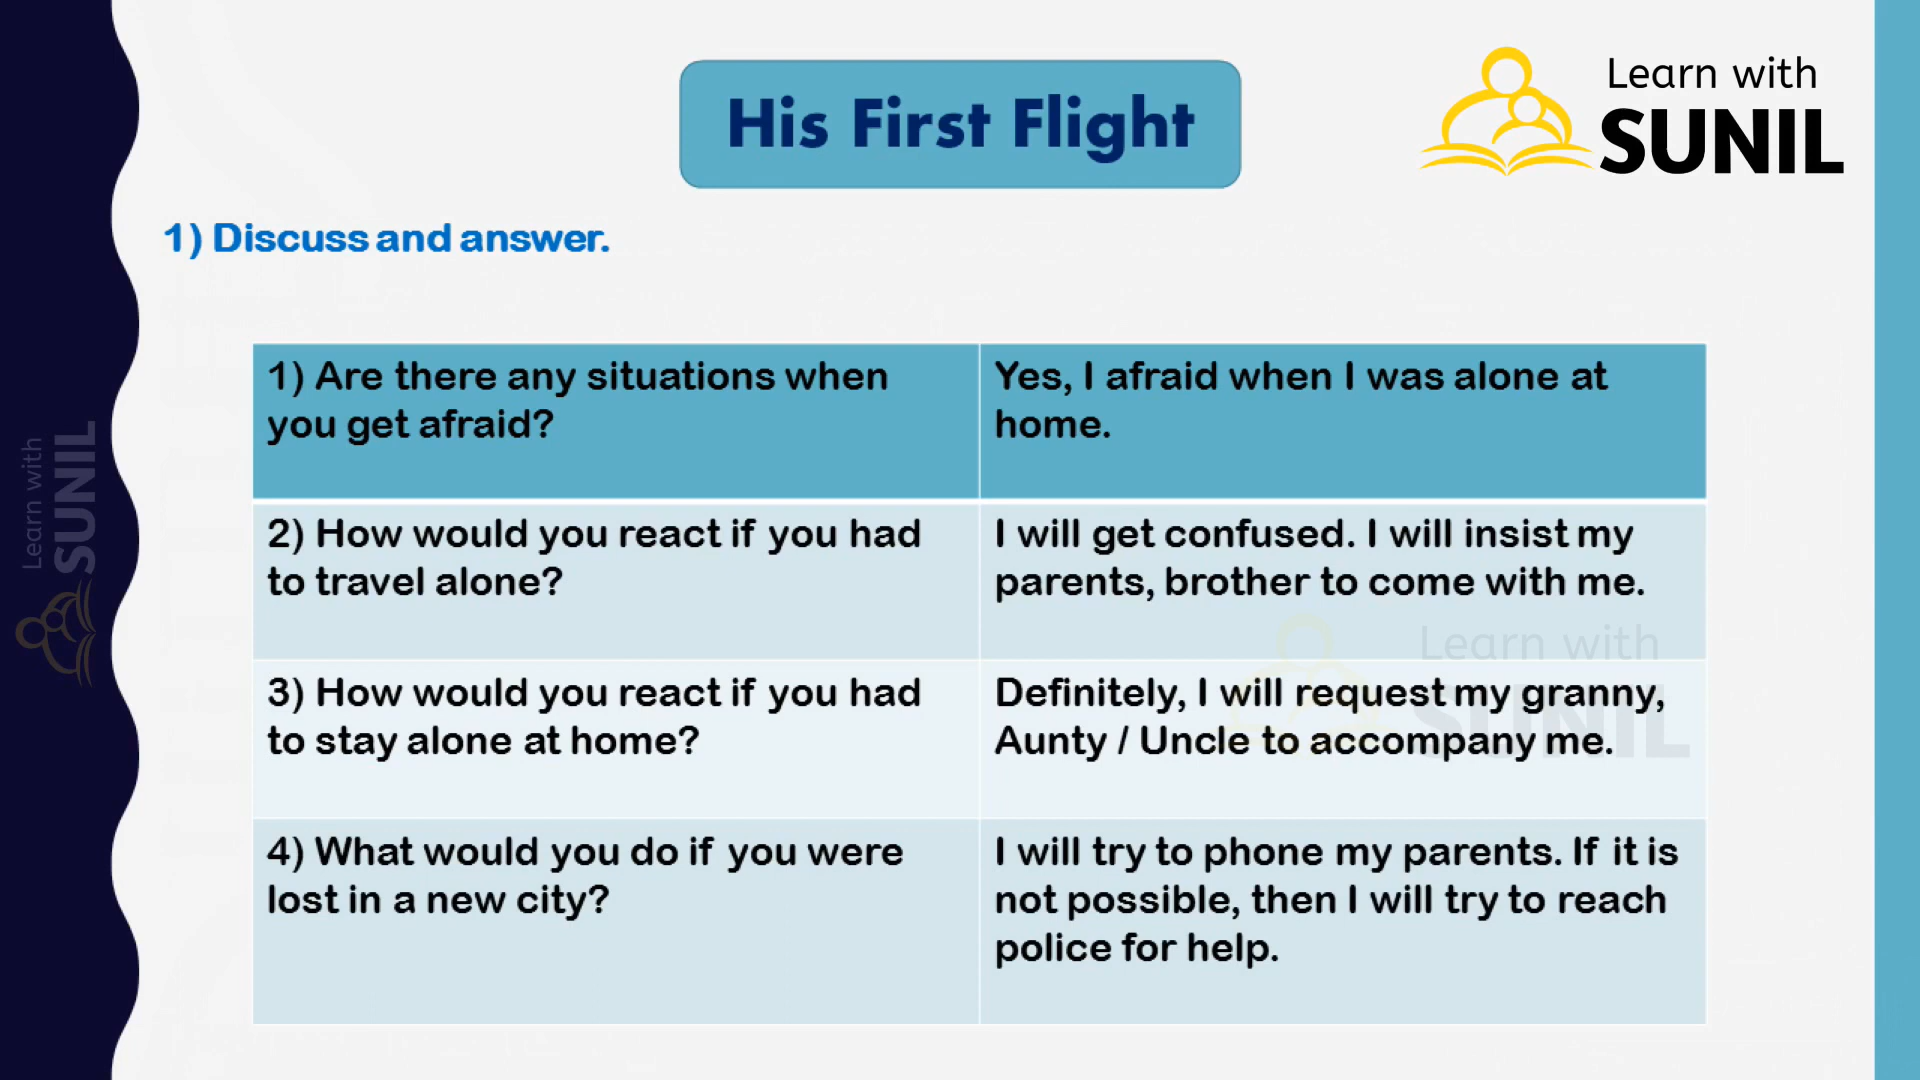 His First Flight
Learn with
SUNIL
1) Discuss and answer.
1) Are there any situations when
you get afraid?
Yes, I afraid when I was alone at
home.
2) How would you react if you had
to travel alone?
I will get confused. I will insist my
parents, brother to come with me.
3) How would you react if you had
to stay alone at home?
Definitely, I will request my granny,
Aunty / Uncle to accompany me.
4) What would you do if you were
lost in a new city?
I will try to phone my parents. If it is
not possible, then I will try to reach
police for help.
Learn with
SUNIL
Learn with
SUNIL